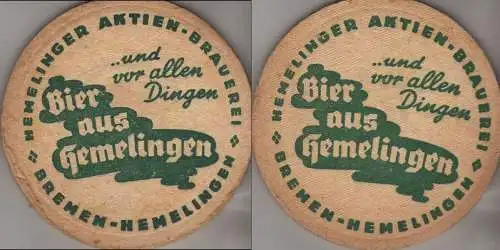 HEMELINGER AKTIEN-BRAUEREI
..und
vor allen
Dingen
Bier
aus
Hemelingen
BREMEN-HEMELINGEN
HEMELINGER AKTIEN-BRAUEREI
..und
vor allen
Dingen
Bier
aus
Hemelingen
BREMEN-HEMELINGEN